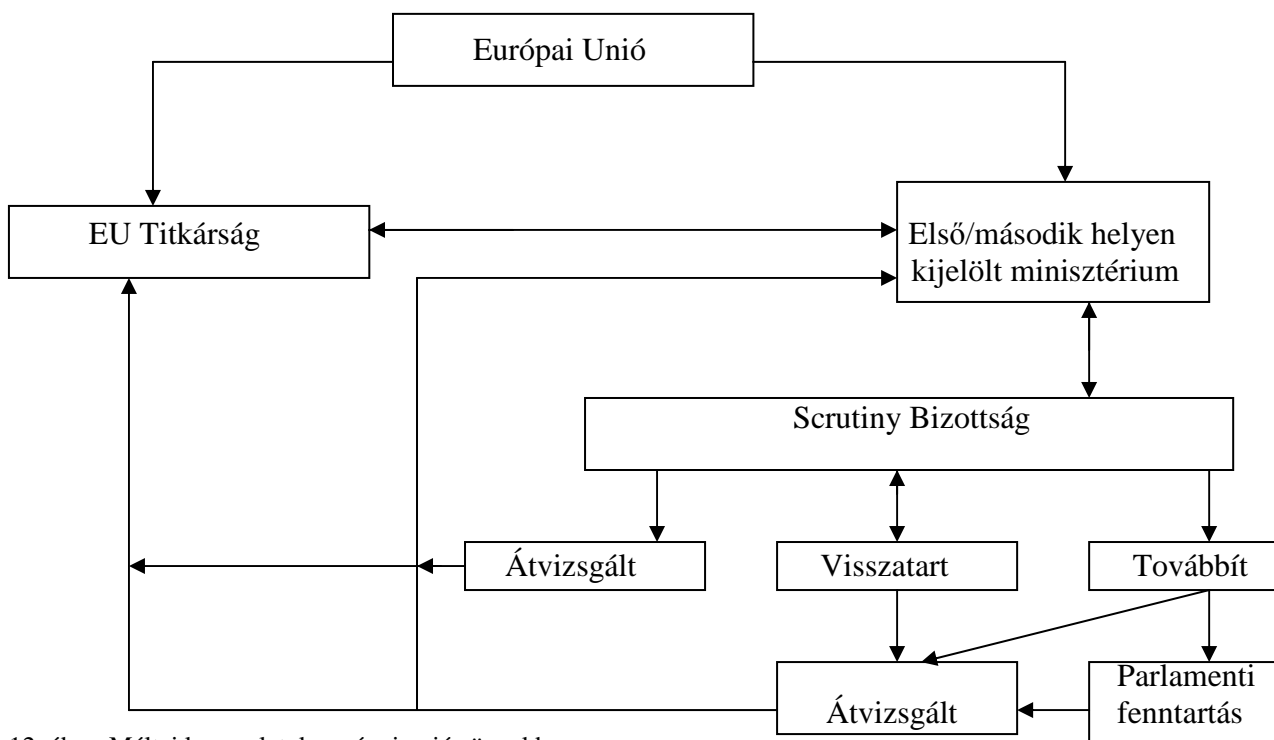 Európai Unió
EU Titkárság
Első/második helyen
kijelölt minisztérium
Scrutiny Bizottság
Átvizsgált
Visszatart
Továbbít
Átvizsgált
Parlamenti
fenntartás